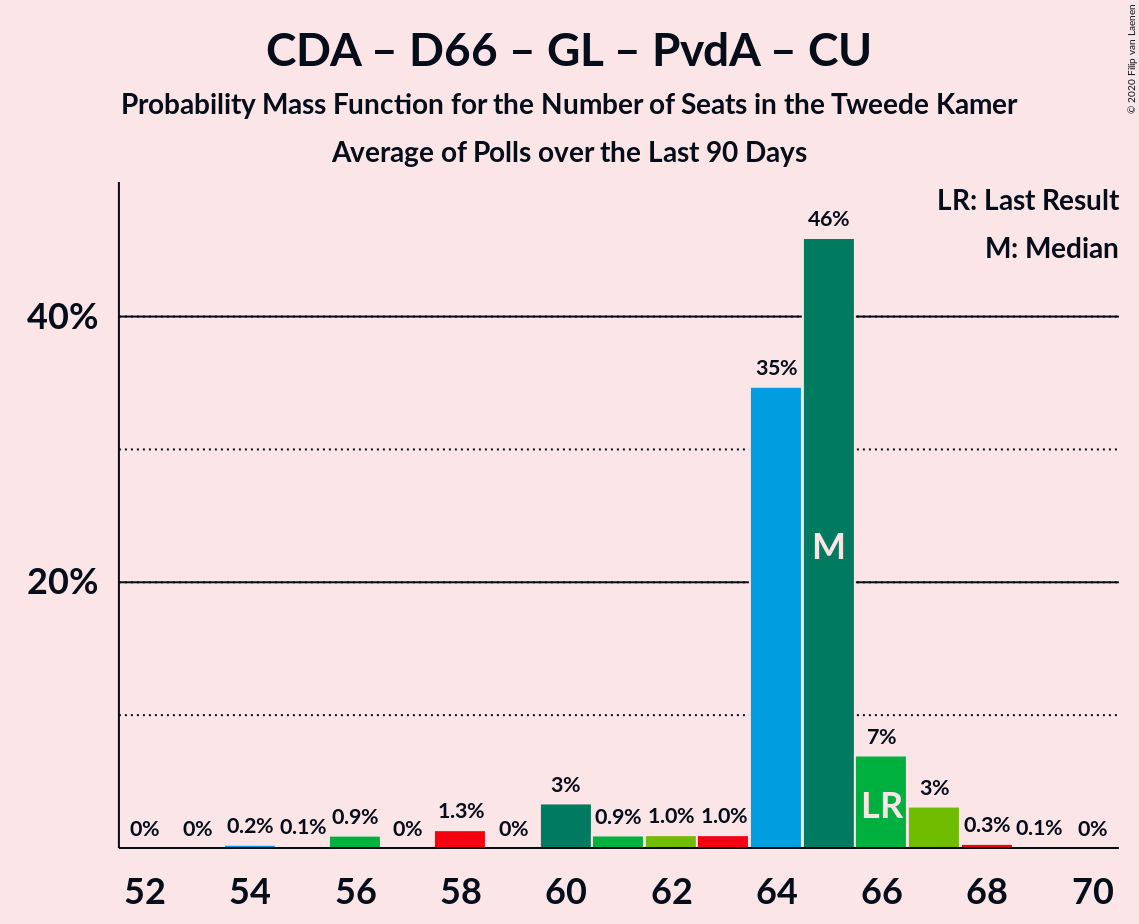 CDA – D66 – GL – PvdA – CU
Probability Mass Function for the Number of Seats in the Tweede Kamer
Average of Polls over the Last 90 Days
© 2020 Filip van Laenen
LR: Last Result
M: Median
40%
20%
0%
0%
0.2%
0.1%
0.9%
0%
1.3%
0%
3%
0.9%
1.0%
1.0%
35%
46%
7%
3%
0.3%
0.1%
0%
M
LR
52 54 56 58 60 62 64 66 68 70